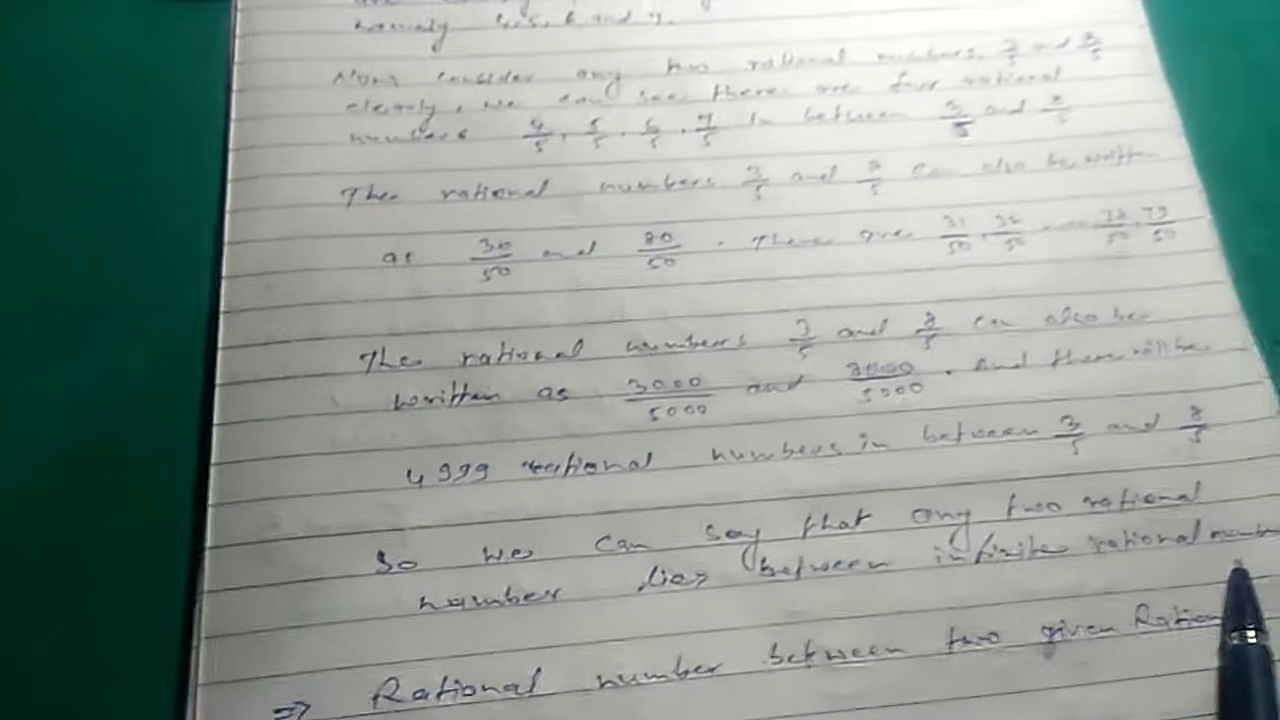 namely 4, 5, 6 and 7.
Now, consider any two rational numbers, 3/5 and 8/5
clearly, we can see there are four rational
numbers 4/5, 5/5, 6/5, 7/5 in between 3/5 and 8/5
The rational numbers 3/5 and 8/5 can also be written
as 30/50 and 80/50. There are 31/50, 32/50, --- 78/50, 79/50
The rational numbers 3/5 and 8/5 can also be
written as 3000/5000 and 8000/5000. And there will be
4999 rational numbers in between 3/5 and 8/5
So we can say that any two rational
number lies between infinite rational number
⇒ Rational number between two given Ration